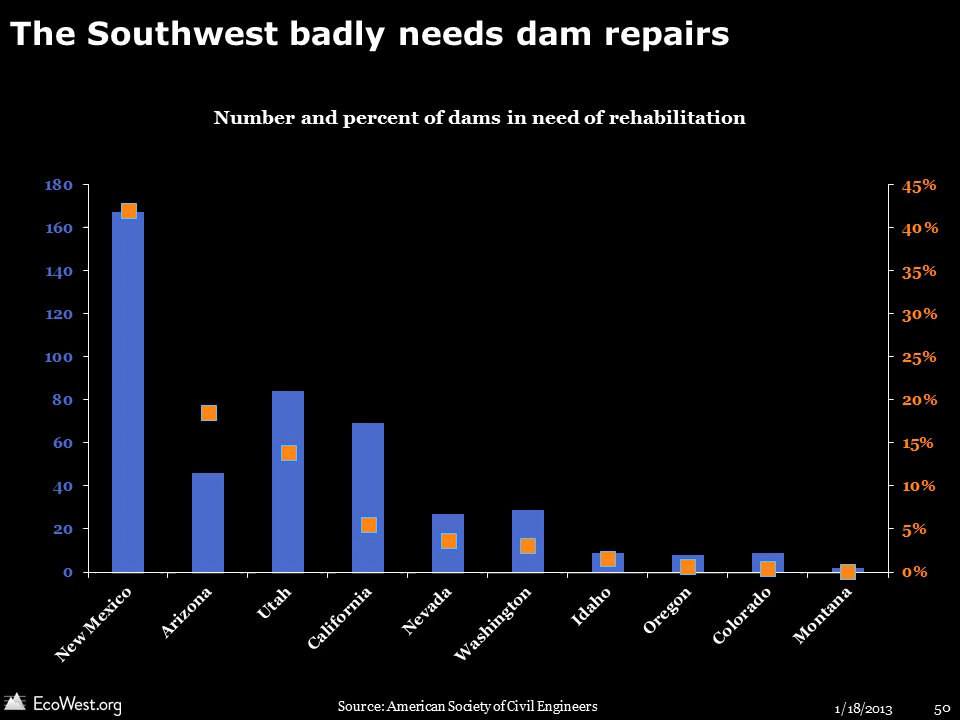 The Southwest badly needs dam repairs
Number and percent of dams in need of rehabilitation
180
160
140
120
100
80
60
40
20
0
45%
40%
35%
30%
25%
20%
15%
10%
5%
0%
New Mexico
Arizona
Utah
California
Nevada
Washington
Idaho
Oregon
Colorado
Montana
EcoWest.org
Source: American Society of Civil Engineers
1/18/2013
50